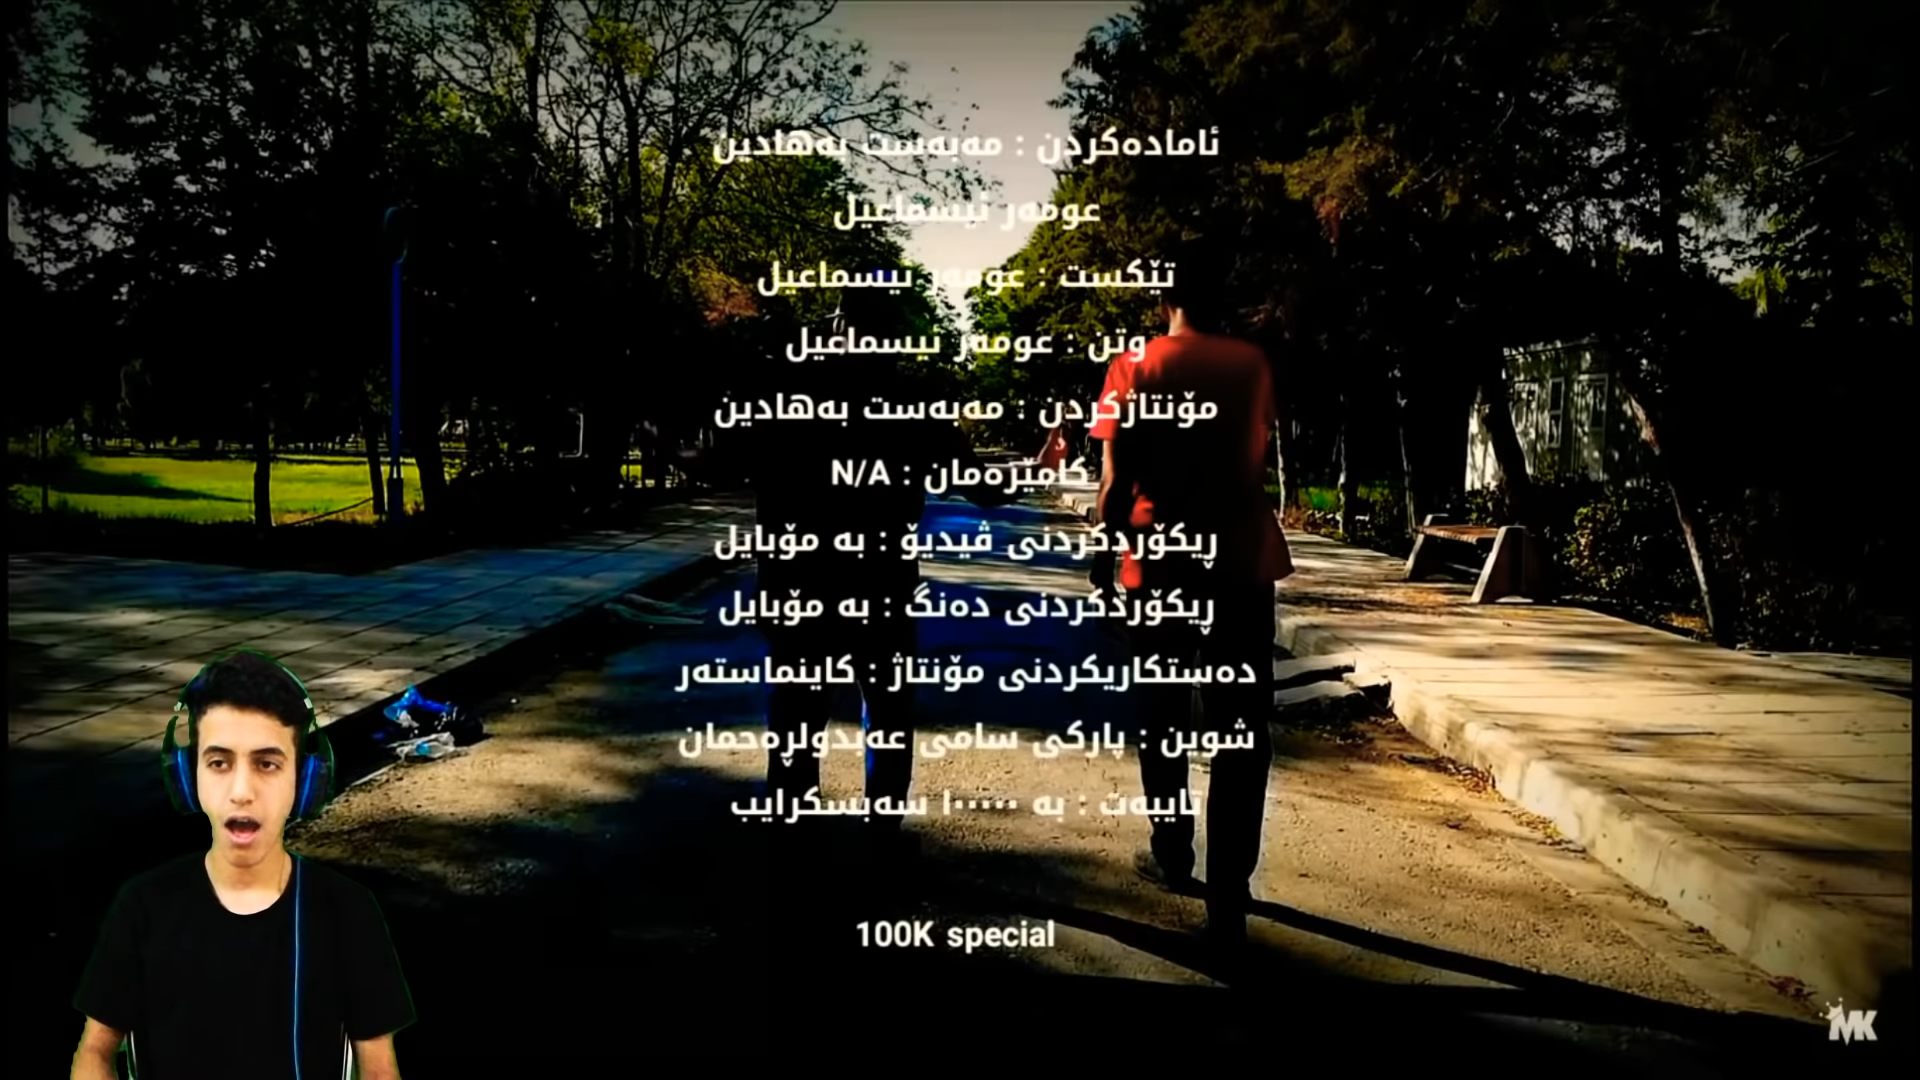 ئامادەکردن : مەبەست بەهادین
عومەر ئیسماعیل
تێکست : عومەر ئیسماعیل
وتن : عومەر ئیسماعیل
مۆنتاژکردن : مەبەست بەهادین
کامێرەمان : N/A
ڕیکۆردکردنی ڤیدیۆ : بە مۆبایل
ڕیکۆردکردنی دەنگ : بە مۆبایل
دەستکاریکردنی مۆنتاژ : کاینماستەر
شوین : پارکی سامی عەبدولڕەحمان
تایبەت : بە ١٠٠٠٠٠ سەبسکرایب
100K special
MK